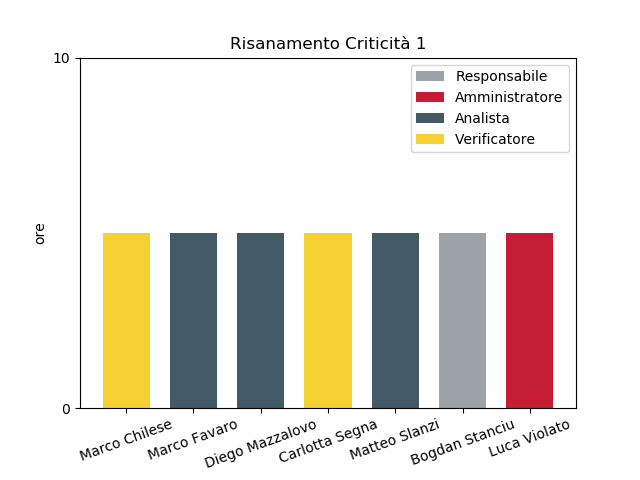 Risanamento Criticità 1
10
Responsabile
Amministratore
Analista
Verificatore
ore
0
Marco Chilese
Marco Favaro
Diego Mazzalovo
Carlotta Segna
Matteo Slanzi
Bogdan Stanciu
Luca Violato